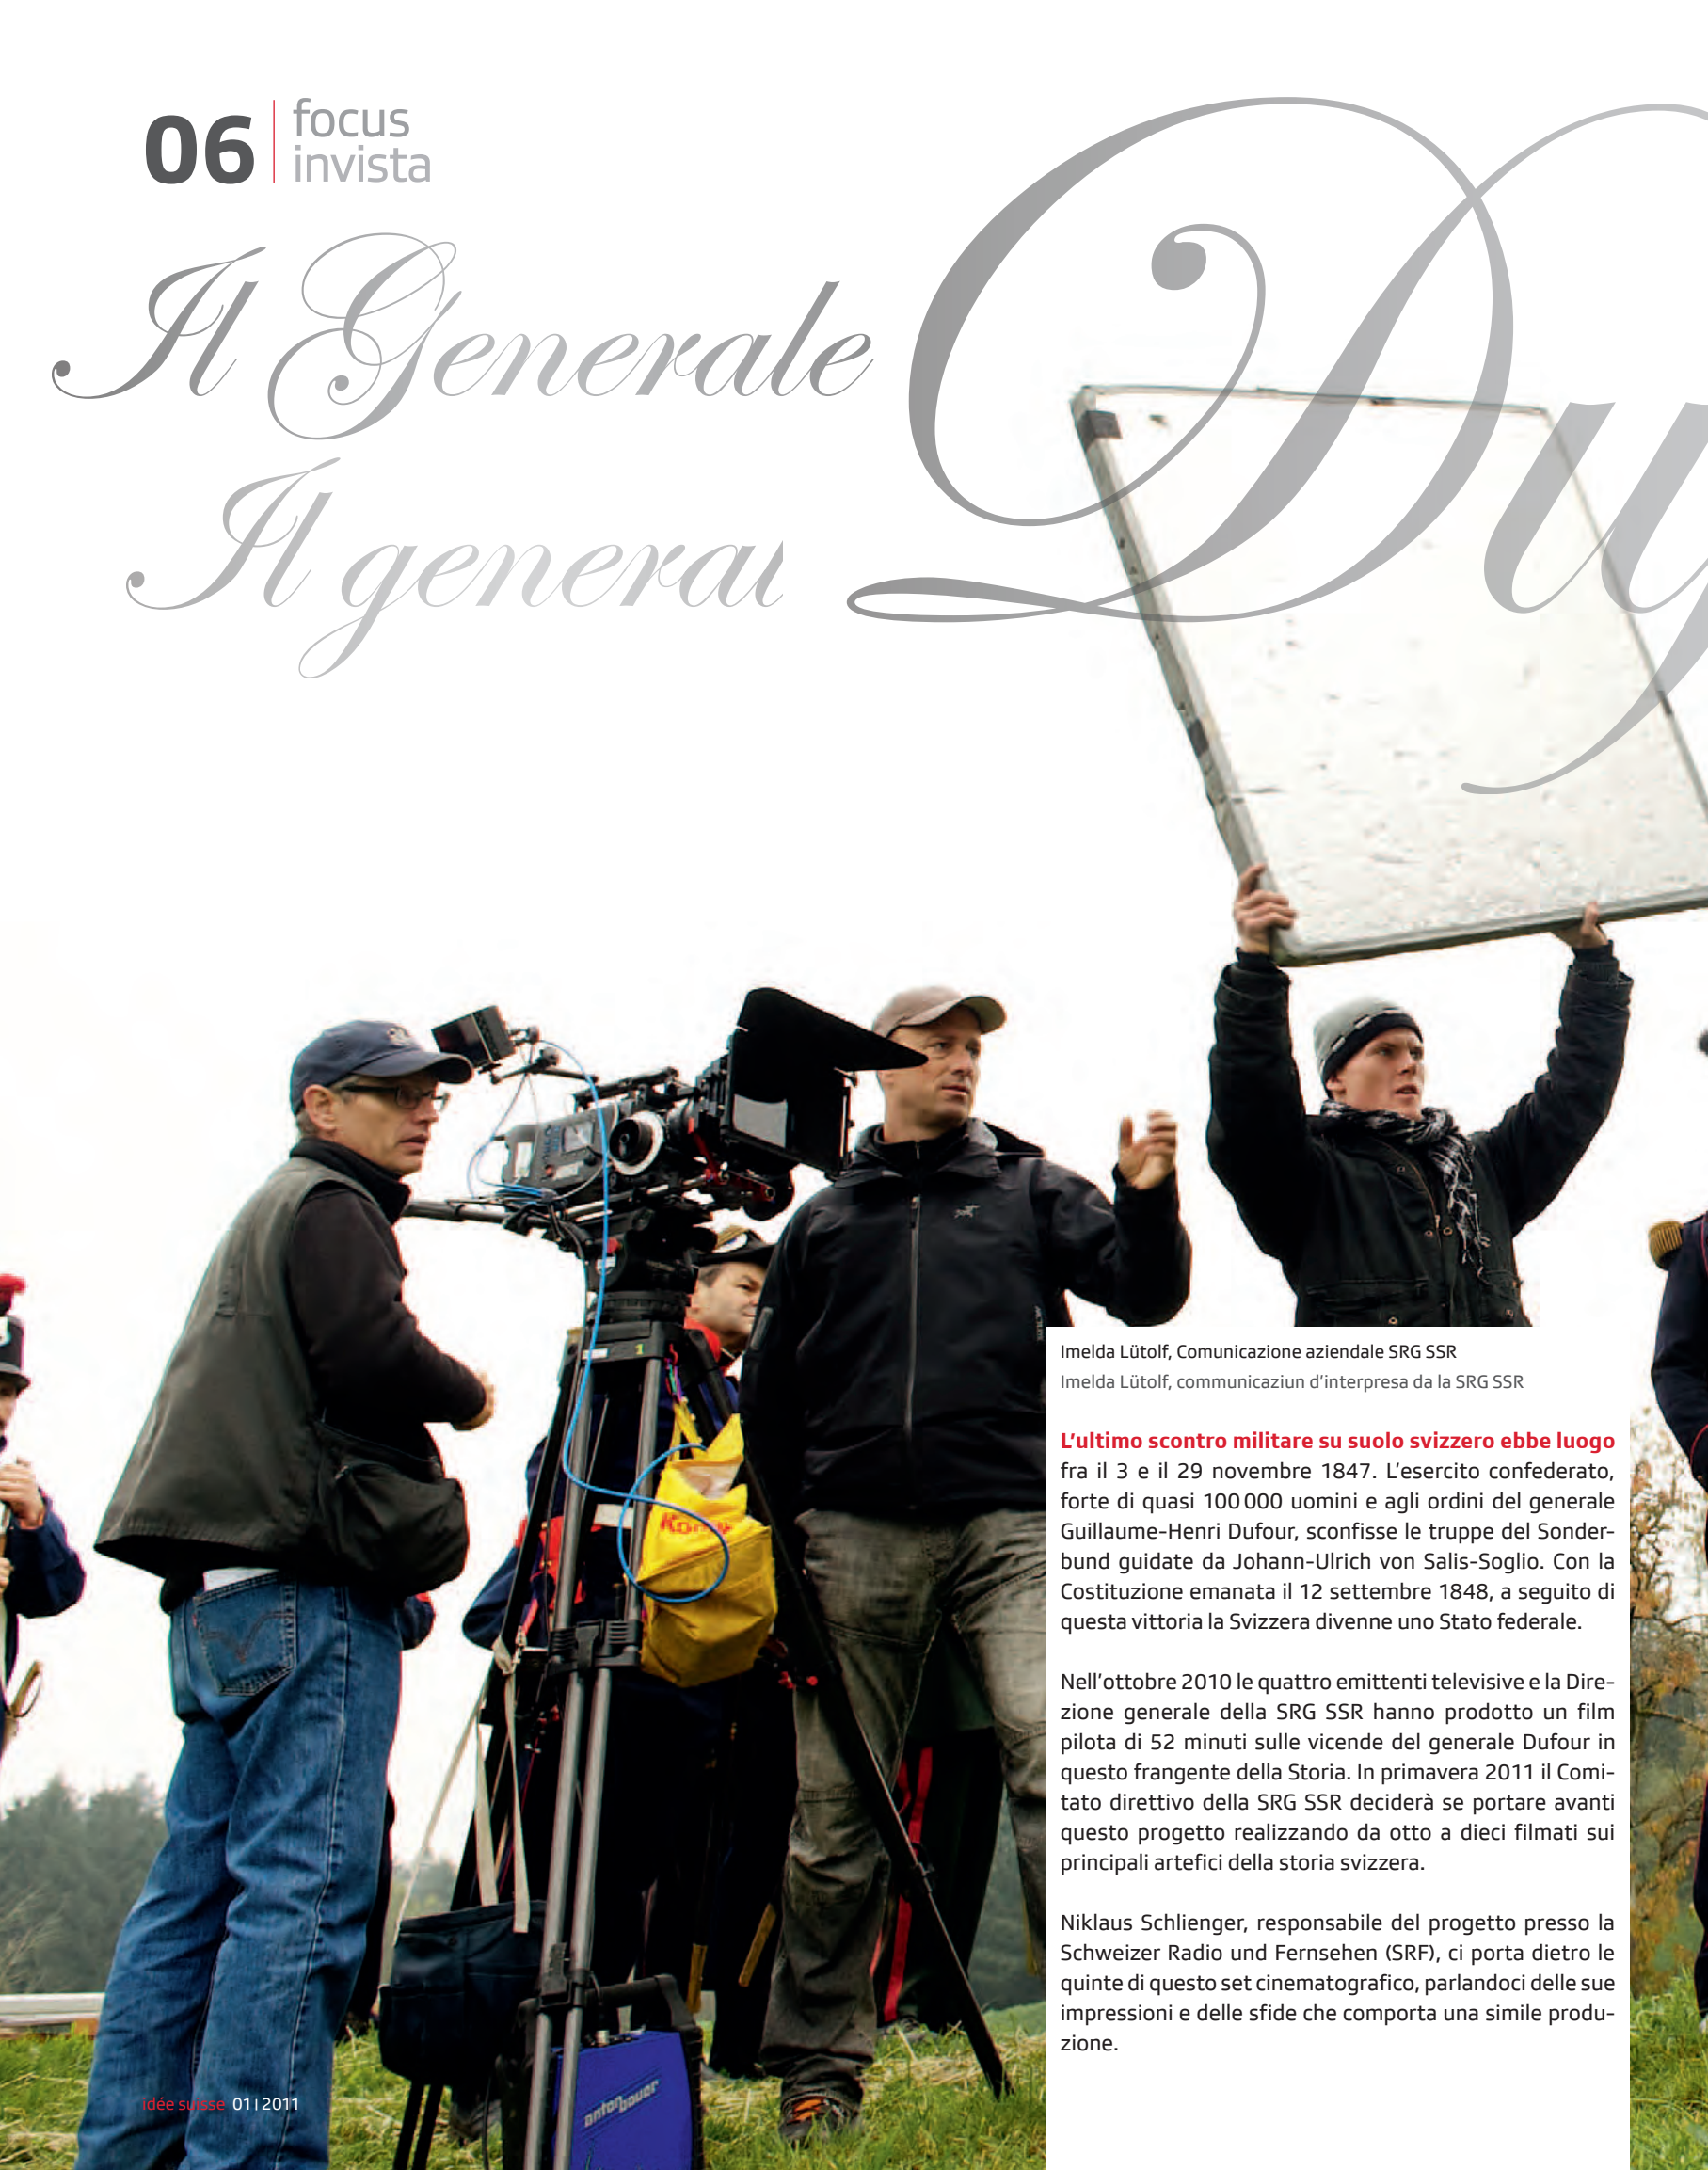 06
focus
invista
Il Generale
Il general
Imelda Lütolf, Comunicazione aziendale SRG SSR
Imelda Lütolf, communicaziun d'interpresa da la SRG SSR
L'ultimo scontro militare su suolo svizzero ebbe luogo
fra il 3 e il 29 novembre 1847. L'esercito confederato,
forte di quasi 100 000 uomini e agli ordini del generale
Guillaume-Henri Dufour, sconfisse le truppe del Sonder-
bund guidate da Johann-Ulrich von Salis-Soglio. Con la
Costituzione emanata il 12 settembre 1848, a seguito di
questa vittoria la Svizzera divenne uno Stato federale.
Nell'ottobre 2010 le quattro emittenti televisive e la Dire-
zione generale della SRG SSR hanno prodotto un film
pilota di 52 minuti sulle vicende del generale Dufour in
questo frangente della Storia. In primavera 2011 il Comi-
tato direttivo della SRG SSR deciderà se portare avanti
questo progetto realizzando da otto a dieci filmati sui
principali artefici della storia svizzera.
Niklaus Schlienger, responsabile del progetto presso la
Schweizer Radio und Fernsehen (SRF), ci porta dietro le
quinte di questo set cinematografico, parlandoci delle sue
impressioni e delle sfide che comporta una simile produ-
zione.
anton bauer
idée suisse 01 | 2011